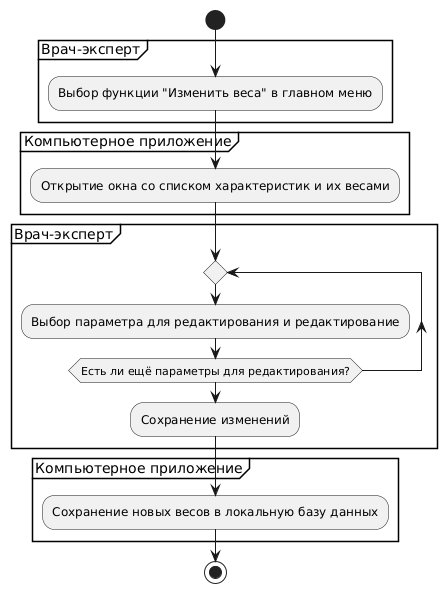 Врач-эксперт
Выбор функции "Изменить веса" в главном меню
Компьютерное приложение
Открытие окна со списком характеристик и их весами
Врач-эксперт
Выбор параметра для редактирования и редактирование
Есть ли ещё параметры для редактирования?
Сохранение изменений
Компьютерное приложение
Сохранение новых весов в локальную базу данных